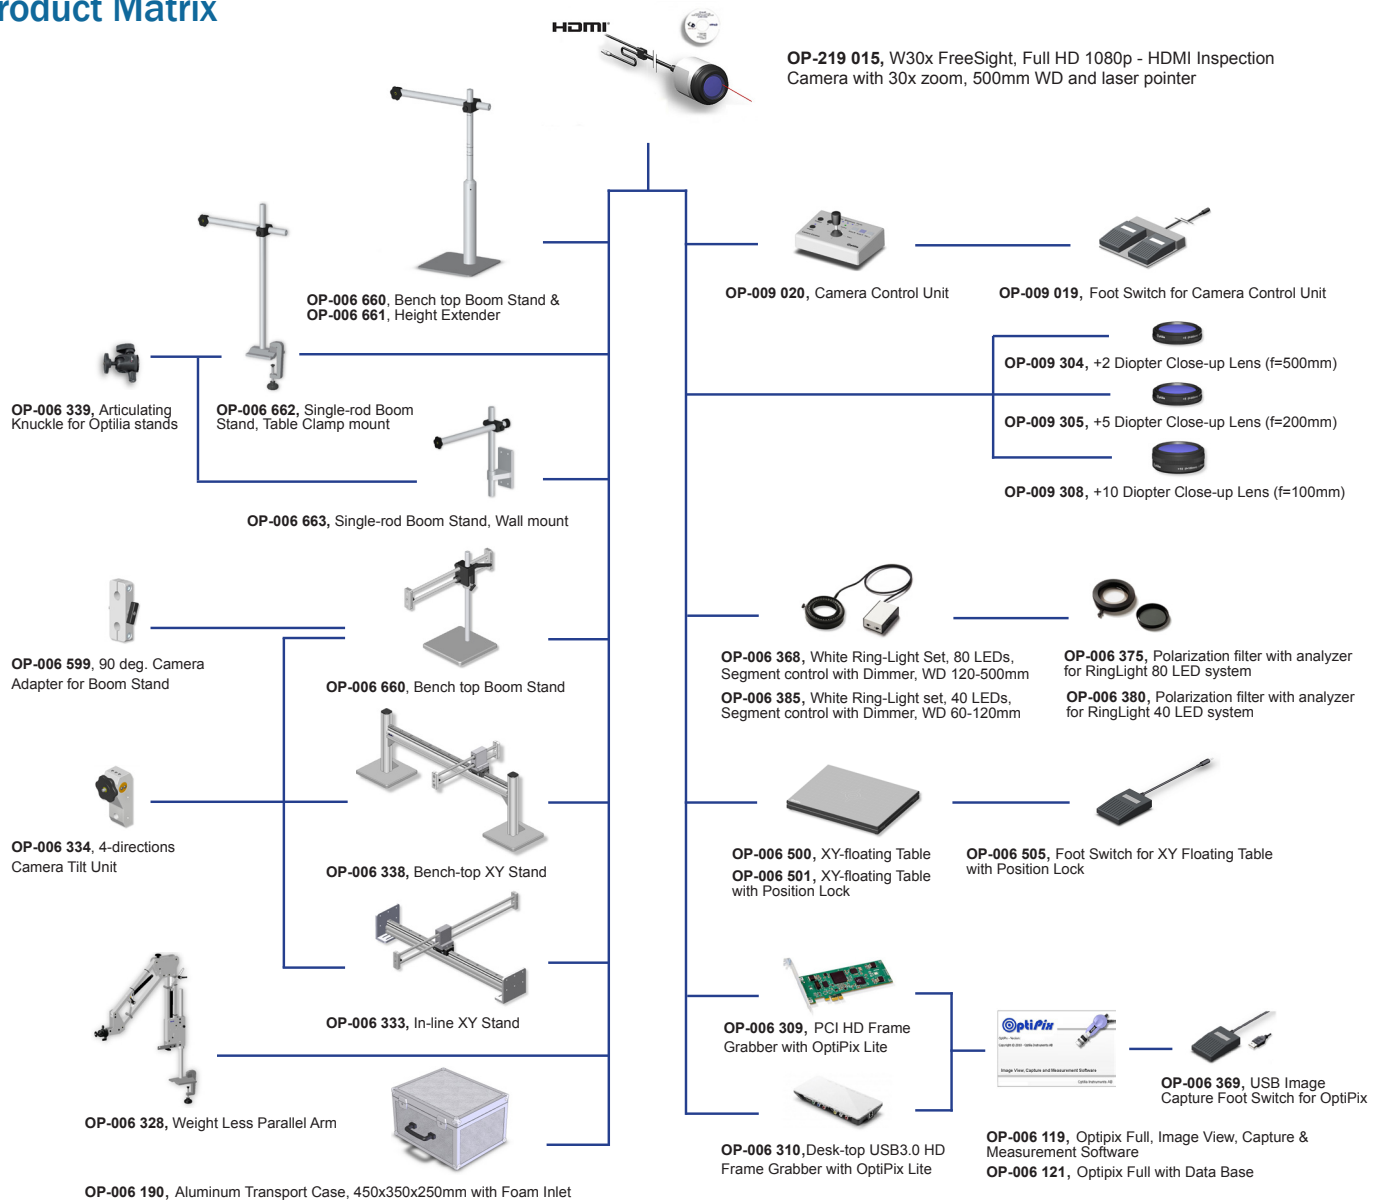 roduct Matrix
HDMI
OP-219 015, W30x FreeSight, Full HD 1080p - HDMI Inspection
Camera with 30x zoom, 500mm WD and laser pointer
OP-006 660, Bench top Boom Stand &
OP-006 661, Height Extender
OP-009 020, Camera Control Unit
OP-009 019, Foot Switch for Camera Control Unit
OP-009 304, +2 Diopter Close-up Lens (f=500mm)
OP-006 339, Articulating
Knuckle for Optilia stands
OP-006 662, Single-rod Boom
Stand, Table Clamp mount
OP-009 305, +5 Diopter Close-up Lens (f=200mm)
OP-009 308, +10 Diopter Close-up Lens (f=100mm)
OP-006 663, Single-rod Boom Stand, Wall mount
OP-006 599, 90 deg. Camera
Adapter for Boom Stand
OP-006 660, Bench top Boom Stand
OP-006 368, White Ring-Light Set, 80 LEDs,
Segment control with Dimmer, WD 120-500mm
OP-006 385, White Ring-Light set, 40 LEDs,
Segment control with Dimmer, WD 60-120mm
OP-006 375, Polarization filter with analyzer
for RingLight 80 LED system
OP-006 380, Polarization filter with analyzer
for RingLight 40 LED system
OP-006 334, 4-directions
Camera Tilt Unit
OP-006 338, Bench-top XY Stand
OP-006 500, XY-floating Table
OP-006 501, XY-floating Table
with Position Lock
OP-006 505, Foot Switch for XY Floating Table
with Position Lock
OP-006 333, In-line XY Stand
OP-006 309, PCI HD Frame
Grabber with OptiPix Lite
OptiPix
Image View, Capture and Measurement Software
Optilia Instruments AB
OP-006 369, USB Image
Capture Foot Switch for OptiPix
OP-006 328, Weight Less Parallel Arm
OP-006 310,Desk-top USB3.0 HD
Frame Grabber with OptiPix Lite
OP-006 119, Optipix Full, Image View, Capture &
Measurement Software
OP-006 121, Optipix Full with Data Base
OP-006 190, Aluminum Transport Case, 450x350x250mm with Foam Inlet